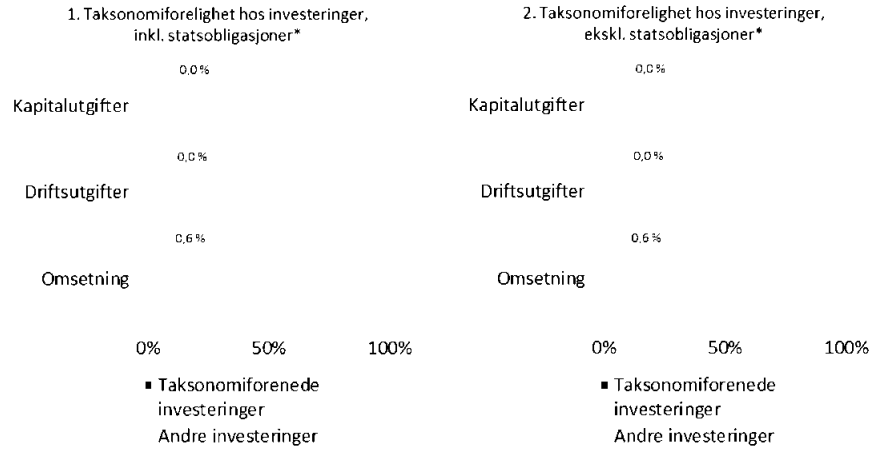 1. Taksonomiforelighet hos investeringer,
inkl. statsobligasjoner*
0,0 %
Kapitalutgifter
0,0 %
Driftsutgifter
0,6 %
Omsetning
0% 50% 100%
Taksonomiforenede
investeringer
Andre investeringer
2. Taksonomiforelighet hos investeringer,
ekskl. statsobligasjoner*
0,0 %
Kapitalutgifter
0,0 %
Driftsutgifter
0,6 %
Omsetning
0% 50% 100%
Taksonomiforenede
investeringer
Andre investeringer